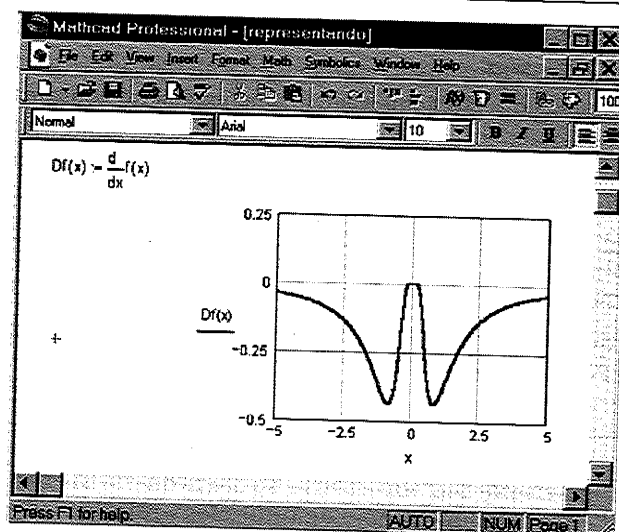 Mathcad Professional - [representando]
File Edit View Insert Format Math Symbolics Window Help
100
Normal Arial 10 B I U
Df(x) := d/dx f(x)
0.25
0
Df(x)
-0.25
-0.5
-5 -2.5 0 2.5 5
x
Press F1 for help. AUTO NUM Page 1